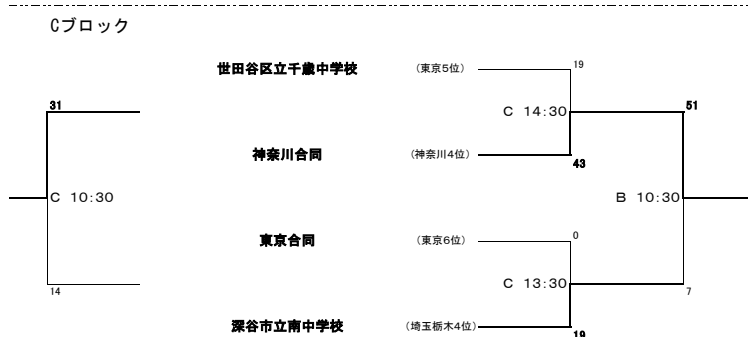 Cブロック
世田谷区立千歳中学校 (東京5位) 19
31 C 14:30 51
神奈川合同 (神奈川4位) 43
C 10:30 B 10:30
東京合同 (東京6位) 0
C 13:30
14 7
深谷市立南中学校 (埼玉栃木4位) 19